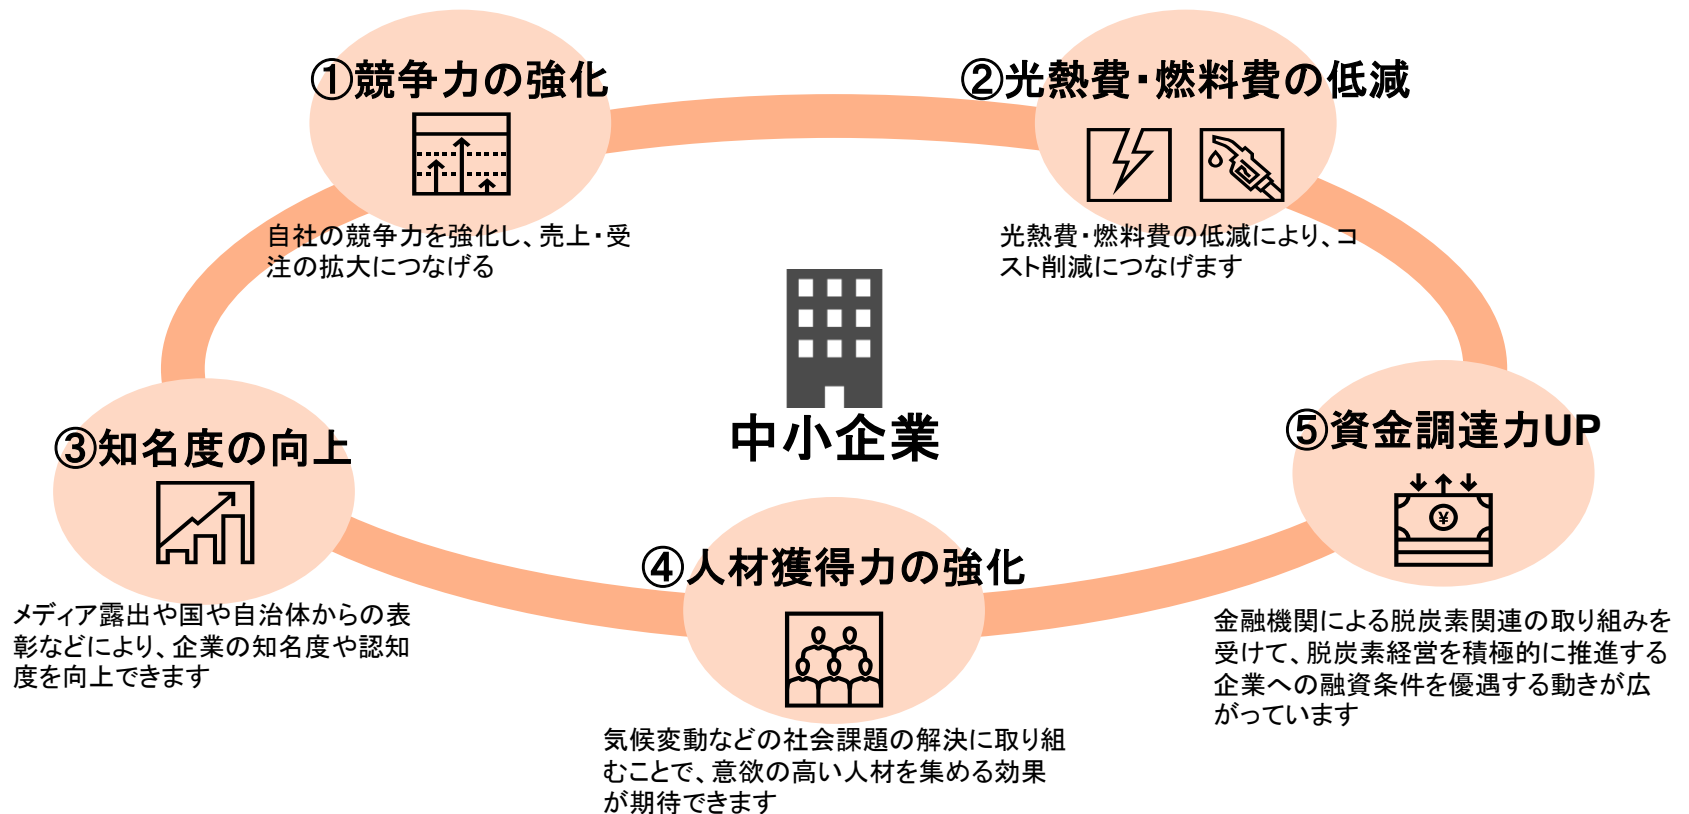 ①競争力の強化
自社の競争力を強化し、売上・受
注の拡大につなげる
②光熱費・燃料費の低減
光熱費・燃料費の低減により、コ
スト削減につなげます
中小企業
③知名度の向上
メディア露出や国や自治体からの表
彰などにより、企業の知名度や認知
度を向上できます
④人材獲得力の強化
気候変動などの社会課題の解決に取り組
むことで、意欲の高い人材を集める効果
が期待できます
⑤資金調達力UP
¥
金融機関による脱炭素関連の取り組みを
受けて、脱炭素経営を積極的に推進する
企業への融資条件を優遇する動きが広
がっています